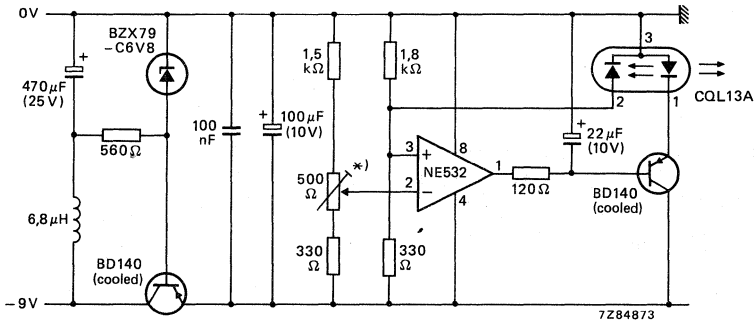 0V
BZX79
-C6V8
+
470µF
(25V)
560Ω
6,8µH
BD140
(cooled)
-9V
100
nF
+
100µF
(10V)
1,5
kΩ
1,8
kΩ
500
Ω
*)
330
Ω
330
Ω
3
+
2
−
NE532
8
4
1
120Ω
+
22µF
(10V)
3
2
1
CQL13A
BD140
(cooled)
7Z84873